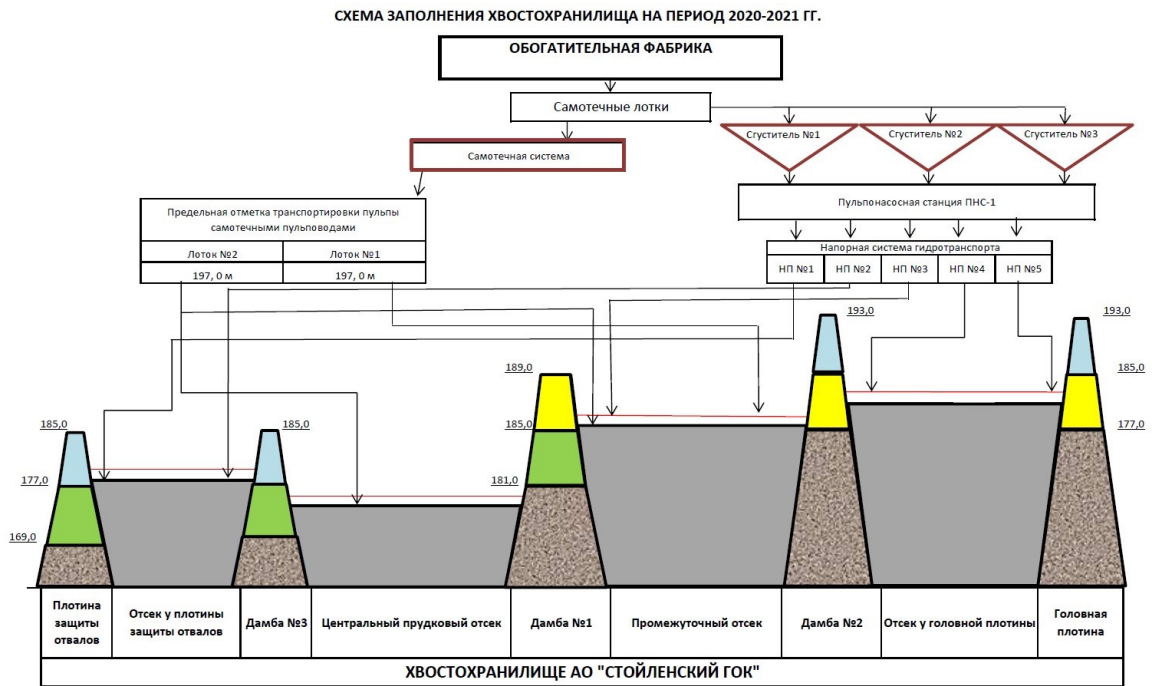 СХЕМА ЗАПОЛНЕНИЯ ХВОСТОХРАНИЛИЩА НА ПЕРИОД 2020-2021 ГГ.
ОБОГАТИТЕЛЬНАЯ ФАБРИКА
Самотечные лотки
Сгуститель №1
Сгуститель №2
Сгуститель №3
Самотечная система
Пульпонасосная станция ПНС-1
Предельная отметка транспортировки пульпы
самотечными пульповодами
Лоток №2
Лоток №1
197, 0 м
197, 0 м
Напорная система гидротранспорта
НП №1
НП №2
НП №3
НП №4
НП №5
193,0
193,0
189,0
185,0
185,0
185,0
185,0
177,0
177,0
181,0
169,0
Плотина
защиты
отвалов
Отсек у плотины
защиты отвалов
Дамба №3
Центральный прудковый отсек
Дамба №1
Промежуточный отсек
Дамба №2
Отсек у головной плотины
Головная
плотина
ХВОСТОХРАНИЛИЩЕ АО "СТОЙЛЕНСКИЙ ГОК"